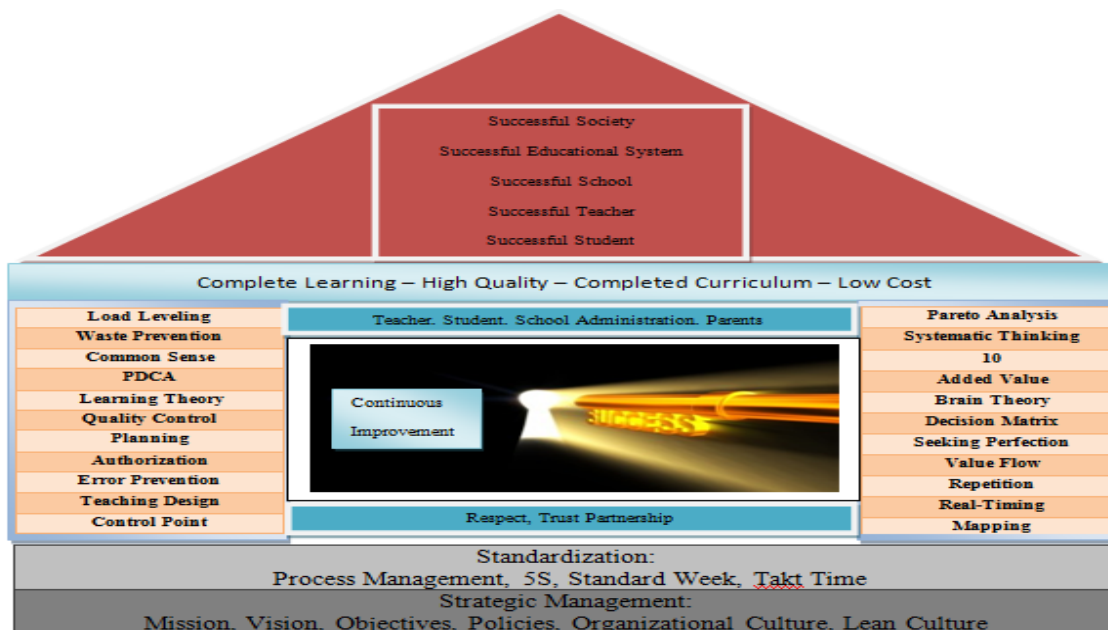 Successful Society
Successful Educational System
Successful School
Successful Teacher
Successful Student
Complete Learning – High Quality – Completed Curriculum – Low Cost
Load Leveling
Waste Prevention
Common Sense
PDCA
Learning Theory
Quality Control
Planning
Authorization
Error Prevention
Teaching Design
Control Point
Teacher. Student. School Administration. Parents
Continuous
Improvement
SUCCESS
Respect, Trust Partnership
Pareto Analysis
Systematic Thinking
10
Added Value
Brain Theory
Decision Matrix
Seeking Perfection
Value Flow
Repetition
Real-Timing
Mapping
Standardization:
Process Management, 5S, Standard Week, Takt Time
Strategic Management:
Mission, Vision, Objectives, Policies, Organizational Culture, Lean Culture